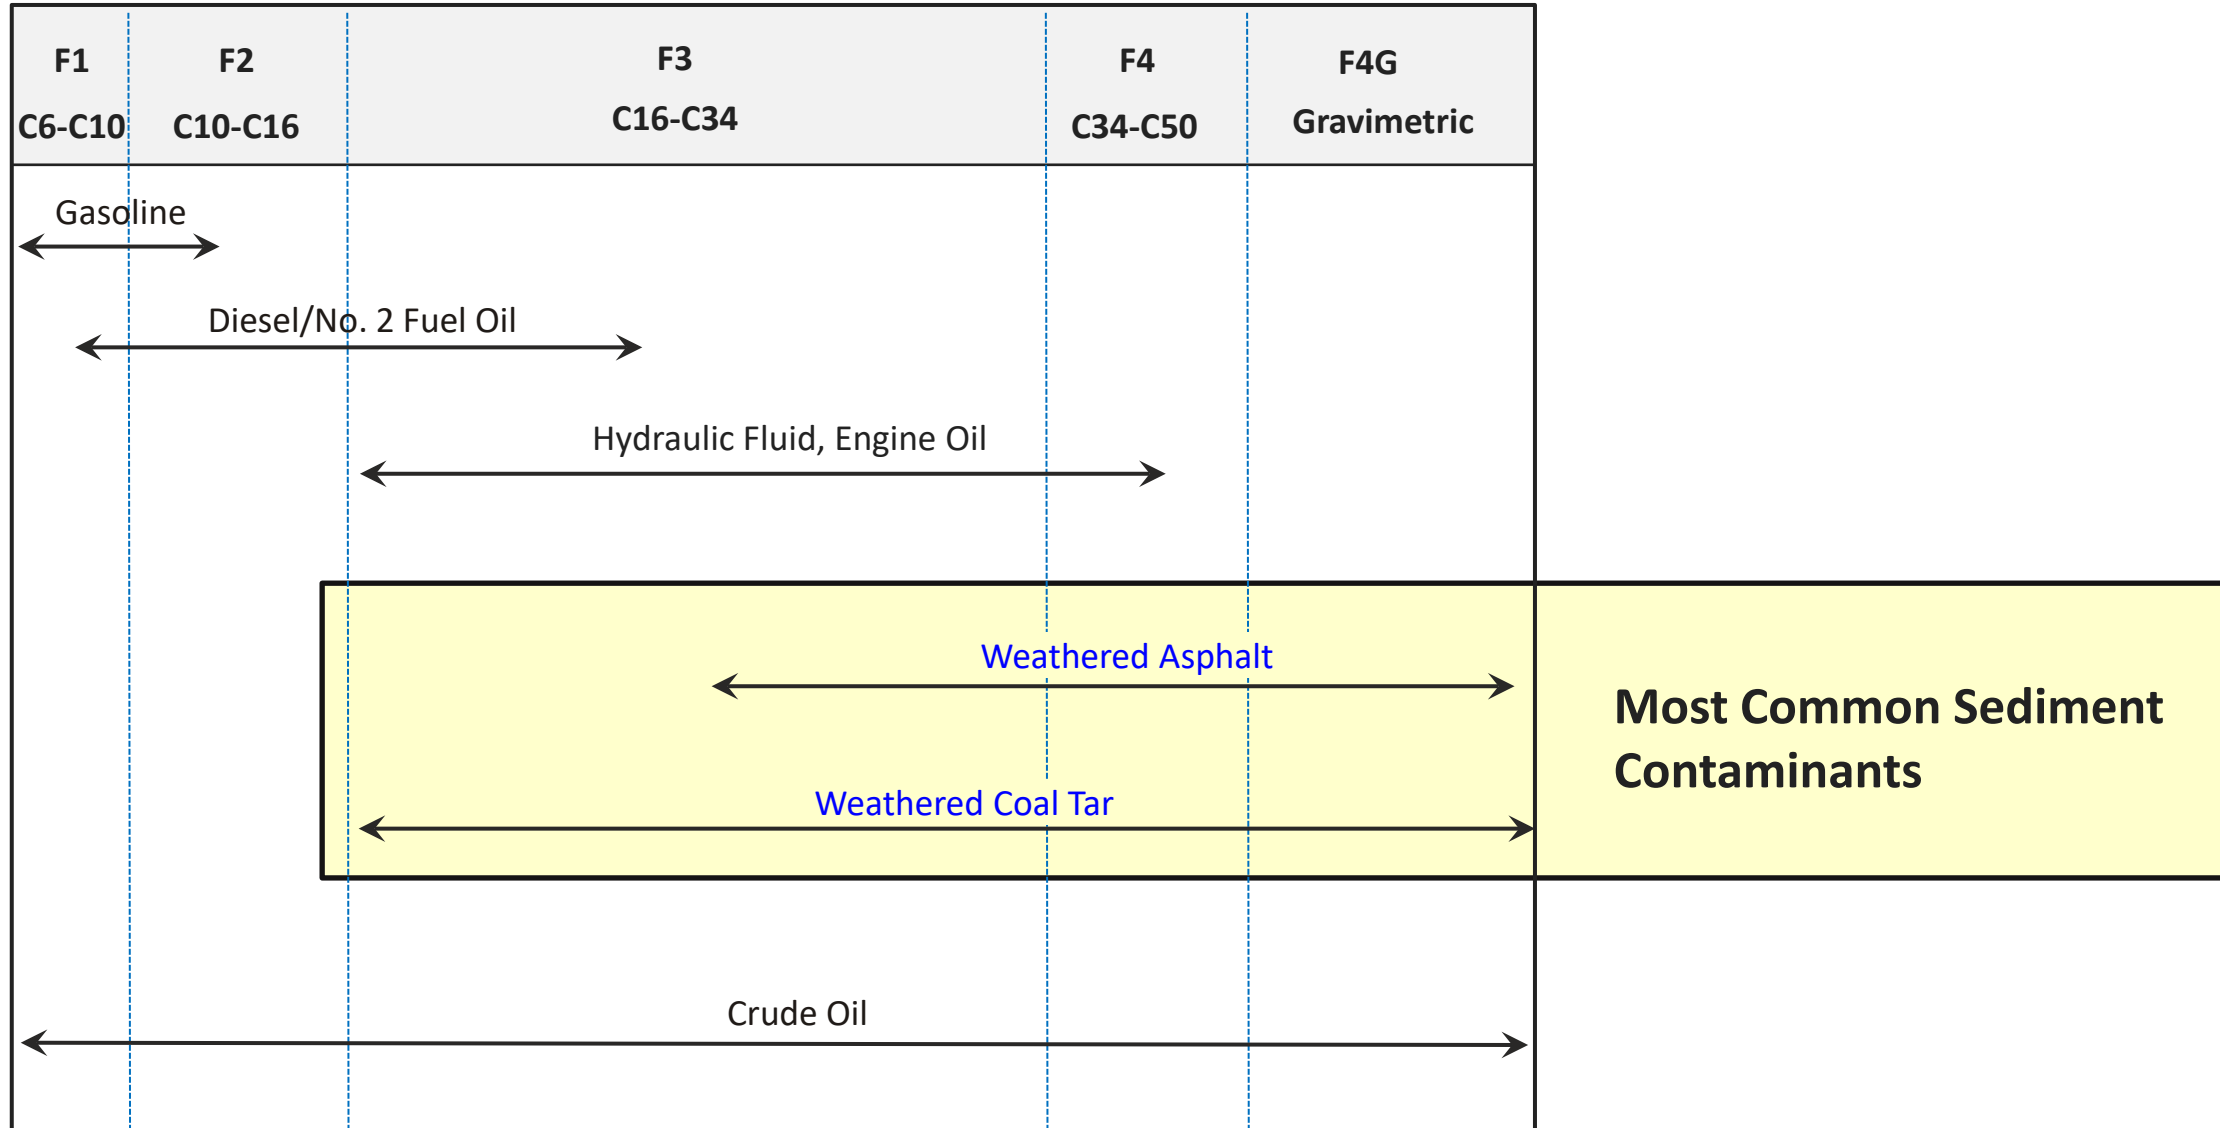 F1
F2
F3
F4
F4G
C6-C10
C10-C16
C16-C34
C34-C50
Gravimetric
Gasoline
Diesel/No. 2 Fuel Oil
Hydraulic Fluid, Engine Oil
Weathered Asphalt
Most Common Sediment
Contaminants
Weathered Coal Tar
Crude Oil